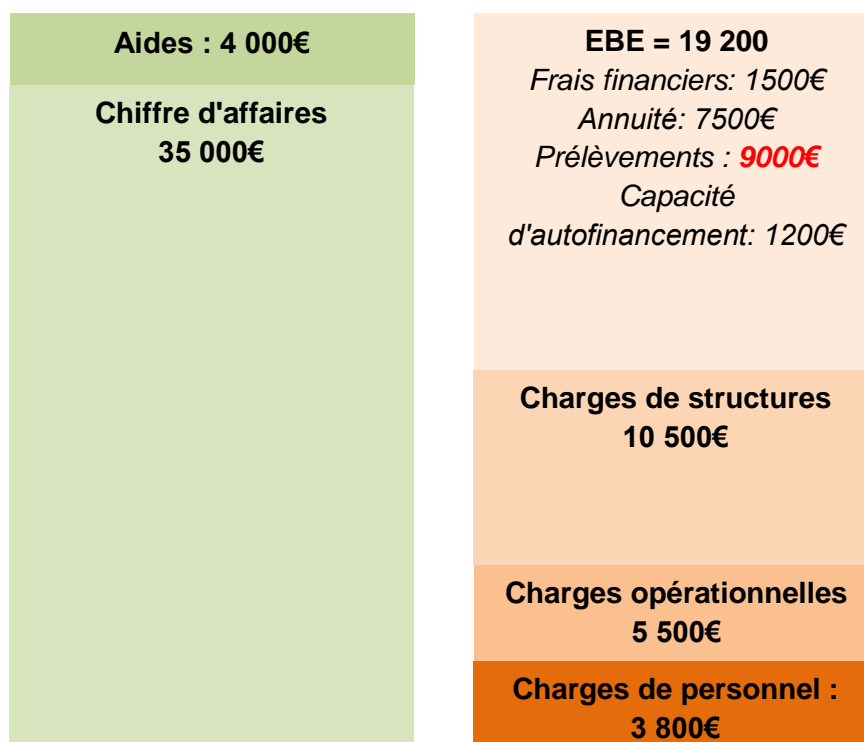 Aides : 4 000€
Chiffre d'affaires
35 000€
EBE = 19 200
Frais financiers: 1500€
Annuité: 7500€
Prélèvements : 9000€
Capacité
d'autofinancement: 1200€
Charges de structures
10 500€
Charges opérationnelles
5 500€
Charges de personnel :
3 800€